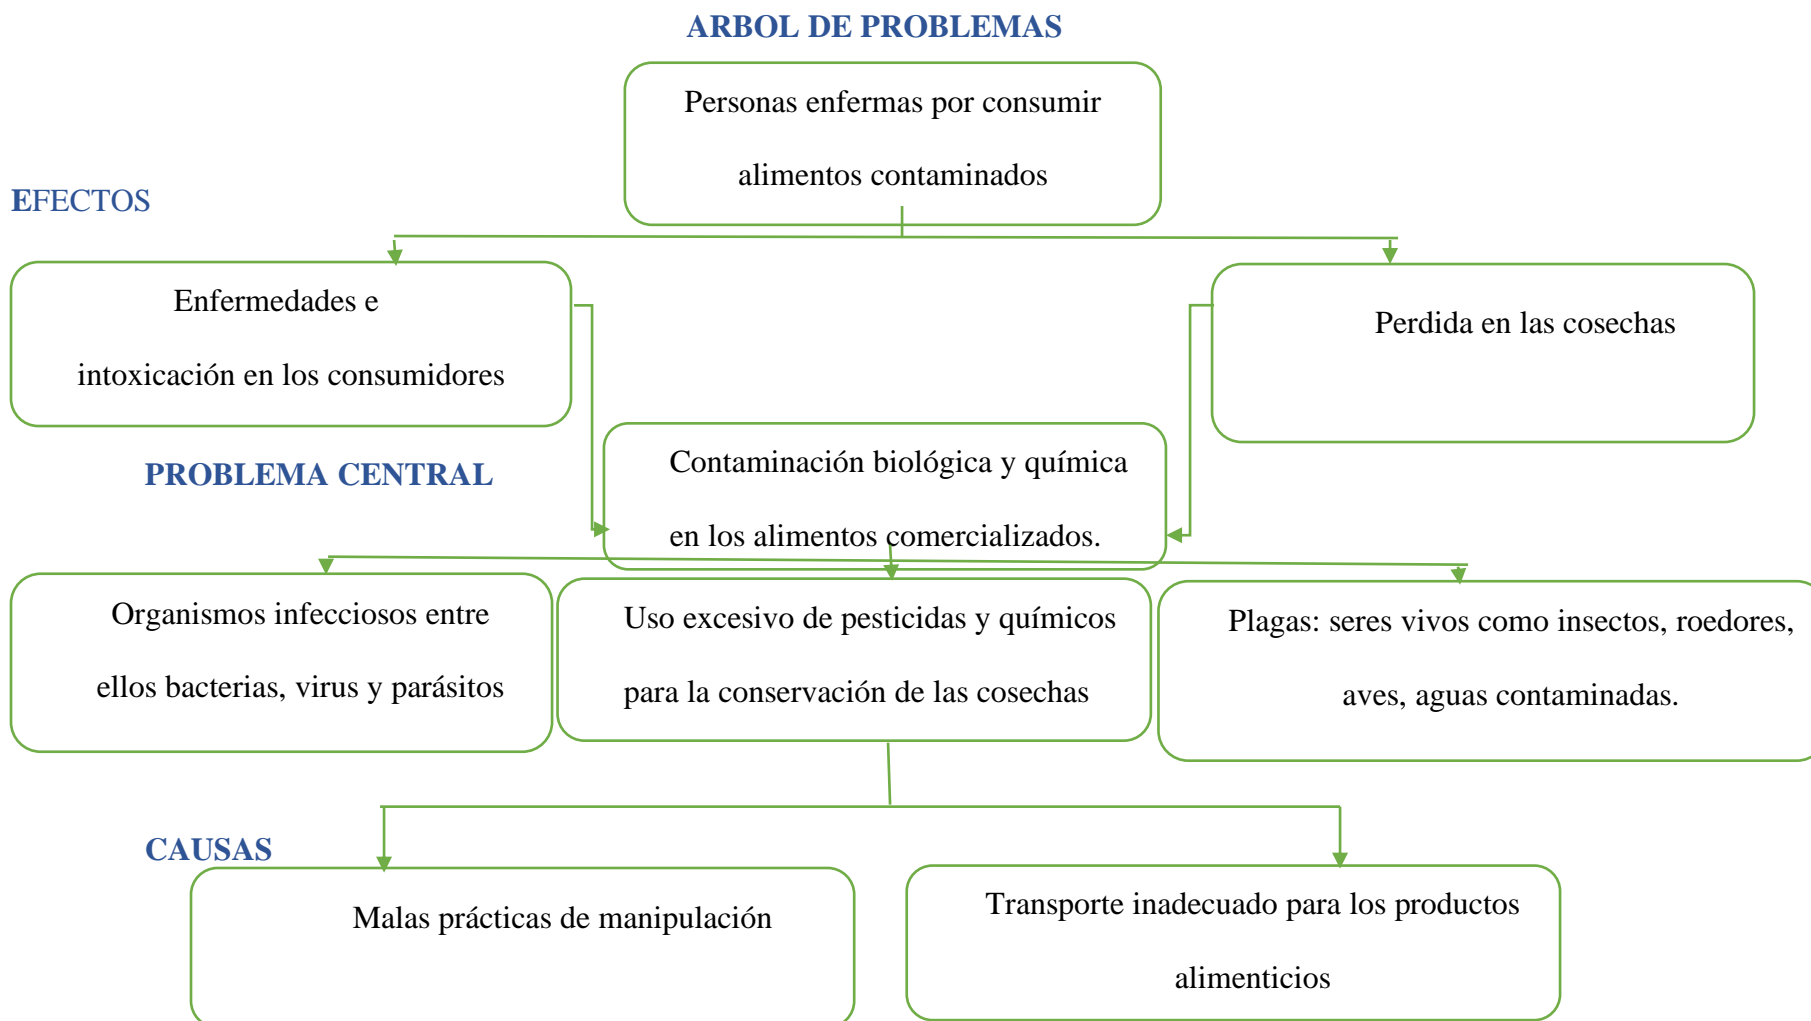 ARBOL DE PROBLEMAS
Personas enfermas por consumir
alimentos contaminados
EFECTOS
Enfermedades e
intoxicación en los consumidores
Perdida en las cosechas
PROBLEMA CENTRAL
Contaminación biológica y química
en los alimentos comercializados.
Organismos infecciosos entre
ellos bacterias, virus y parásitos
Uso excesivo de pesticidas y químicos
para la conservación de las cosechas
Plagas: seres vivos como insectos, roedores,
aves, aguas contaminadas.
CAUSAS
Malas prácticas de manipulación
Transporte inadecuado para los productos
alimenticios